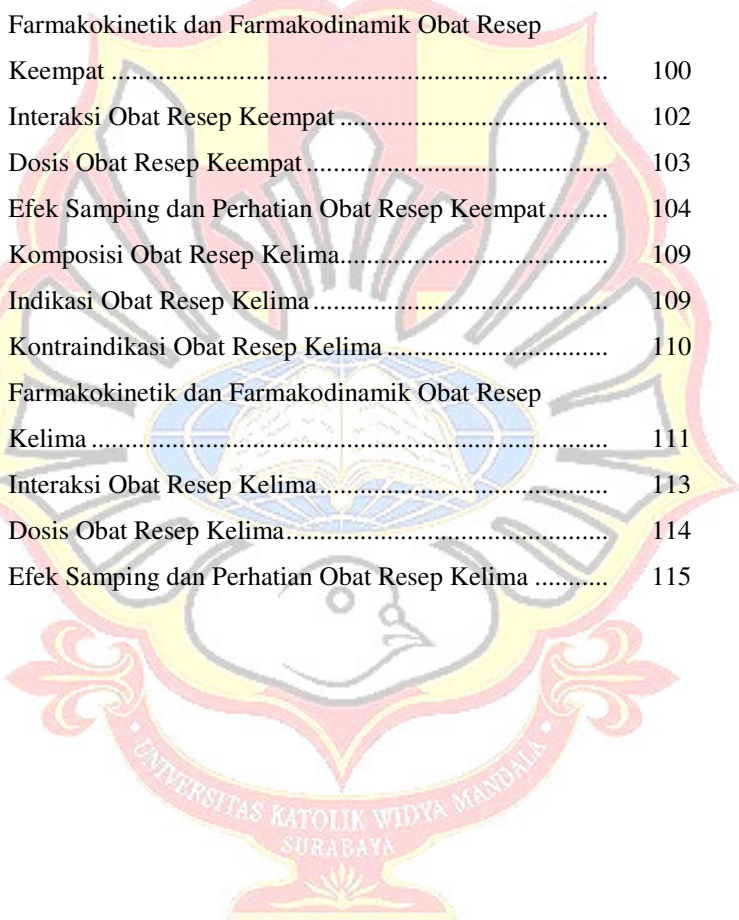 Farmakokinetik dan Farmakodinamik Obat Resep
Keempat .................................................................... 100
Interaksi Obat Resep Keempat ..................................... 102
Dosis Obat Resep Keempat .......................................... 103
Efek Samping dan Perhatian Obat Resep Keempat ......... 104
Komposisi Obat Resep Kelima ..................................... 109
Indikasi Obat Resep Kelima ......................................... 109
Kontraindikasi Obat Resep Kelima ............................... 110
Farmakokinetik dan Farmakodinamik Obat Resep
Kelima ....................................................................... 111
Interaksi Obat Resep Kelima ........................................ 113
Dosis Obat Resep Kelima ............................................. 114
Efek Samping dan Perhatian Obat Resep Kelima ........... 115
UNIVERSITAS KATOLIK WIDYA MANDALA
SURABAYA